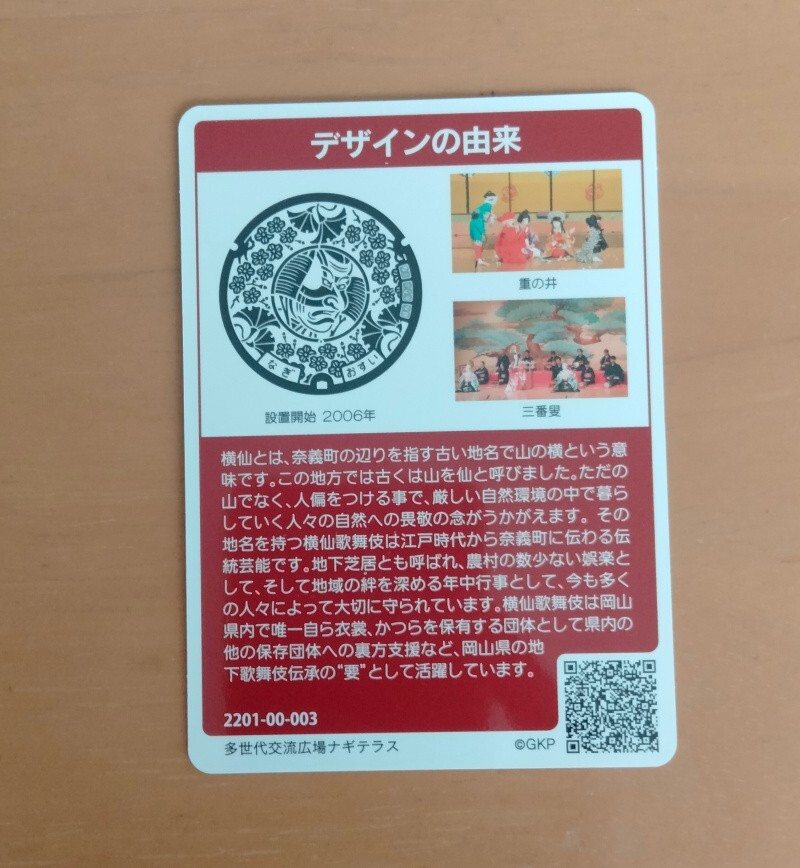 デザインの由来
重の井
なぎ
おすい
三番叟
設置開始 2006年
横仙とは、奈義町の辺りを指す古い地名で山の横という意
味です。この地方では古くは山を仙と呼びました。ただの
山でなく、人偏をつける事で、厳しい自然環境の中で暮ら
していく人々の自然への畏敬の念がうかがえます。その
地名を持つ横仙歌舞伎は江戸時代から奈義町に伝わる伝
統芸能です。地下芝居とも呼ばれ、農村の数少ない娯楽と
して、そして地域の絆を深める年中行事として、今も多く
の人々によって大切に守られています。横仙歌舞伎は岡山
県内で唯一自ら衣裳、かつらを保有する団体として県内の
他の保存団体への裏方支援など、岡山県の地
下歌舞伎伝承の"要"として活躍しています。
2201-00-003
多世代交流広場ナギテラス
©GKP